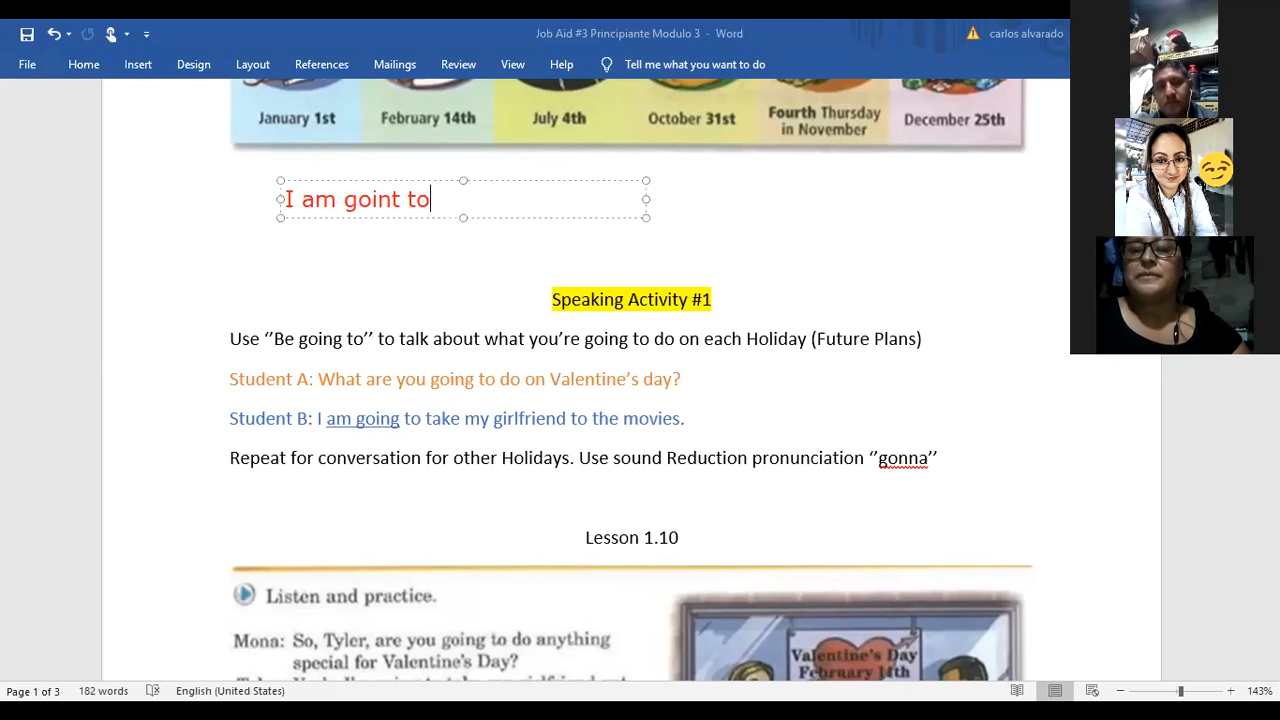 Job Aid #3 Principiante Modulo 3 - Word
carlos alvarado
File Home Insert Design Layout References Mailings Review View Help Tell me what you want to do
January 1st February 14th July 4th October 31st Fourth Thursday in November December 25th
I am goint to
Speaking Activity #1
Use ‘’Be going to’’ to talk about what you’re going to do on each Holiday (Future Plans)
Student A: What are you going to do on Valentine’s day?
Student B: I am going to take my girlfriend to the movies.
Repeat for conversation for other Holidays. Use sound Reduction pronunciation ‘’gonna’’
Lesson 1.10
Listen and practice.
Mona: So, Tyler, are you going to do anything
special for Valentine's Day?
Valentine's Day
February 14th
Page 1 of 3 182 words English (United States) 143%